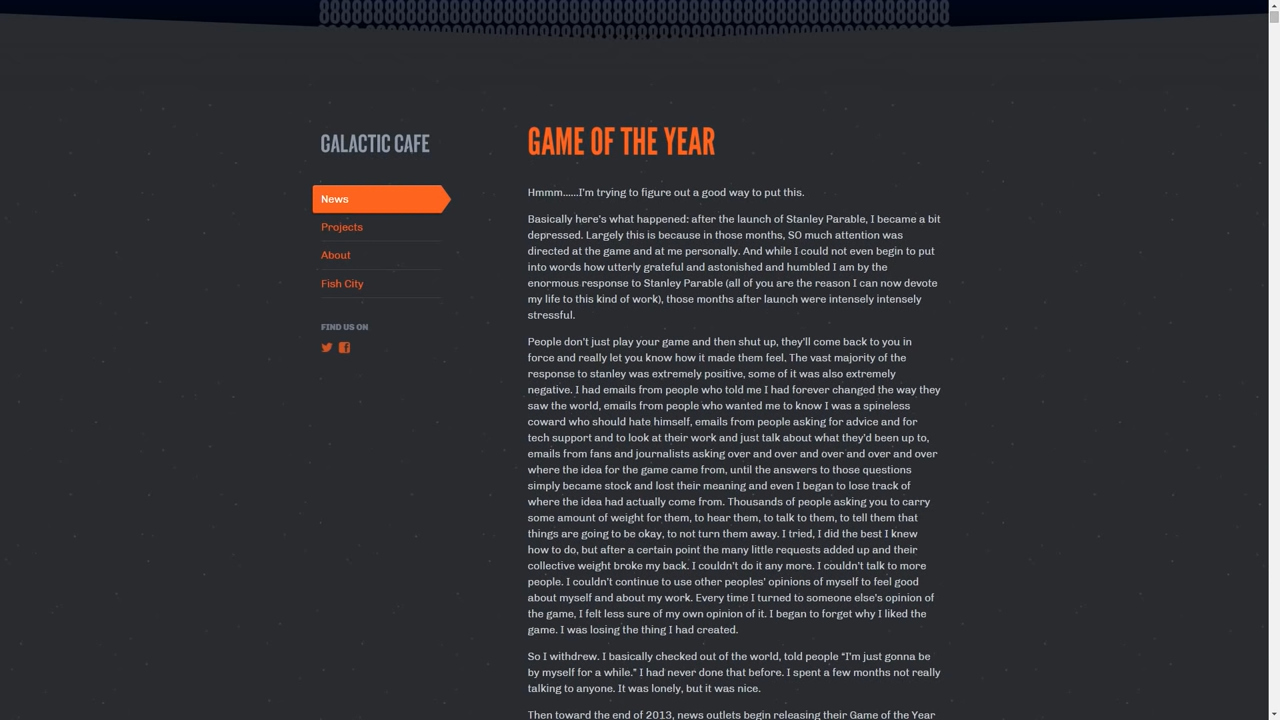 GALACTIC CAFE
News
Projects
About
Fish City
FIND US ON
GAME OF THE YEAR
Hmmm......I'm trying to figure out a good way to put this.
Basically here's what happened: after the launch of Stanley Parable, I became a bit
depressed. Largely this is because in those months, SO much attention was
directed at the game and at me personally. And while I could not even begin to put
into words how utterly grateful and astonished and humbled I am by the
enormous response to Stanley Parable (all of you are the reason I can now devote
my life to this kind of work), those months after launch were intensely intensely
stressful.
People don't just play your game and then shut up, they'll come back to you in
force and really let you know how it made them feel. The vast majority of the
response to stanley was extremely positive, some of it was also extremely
negative. I had emails from people who told me I had forever changed the way they
saw the world, emails from people who wanted me to know I was a spineless
coward who should hate himself, emails from people asking for advice and for
tech support and to look at their work and just talk about what they'd been up to,
emails from fans and journalists asking over and over and over and over and over
where the idea for the game came from, until the answers to those questions
simply became stock and lost their meaning and even I began to lose track of
where the idea had actually come from. Thousands of people asking you to carry
some amount of weight for them, to hear them, to talk to them, to tell them that
things are going to be okay, to not turn them away. I tried, I did the best I knew
how to do, but after a certain point the many little requests added up and their
collective weight broke my back. I couldn't do it any more. I couldn't talk to more
people. I couldn't continue to use other peoples' opinions of myself to feel good
about myself and about my work. Every time I turned to someone else's opinion of
the game, I felt less sure of my own opinion of it. I began to forget why I liked the
game. I was losing the thing I had created.
So I withdrew. I basically checked out of the world, told people "I'm just gonna be
by myself for a while." I had never done that before. I spent a few months not really
talking to anyone. It was lonely, but it was nice.
Then toward the end of 2013, news outlets begin releasing their Game of the Year